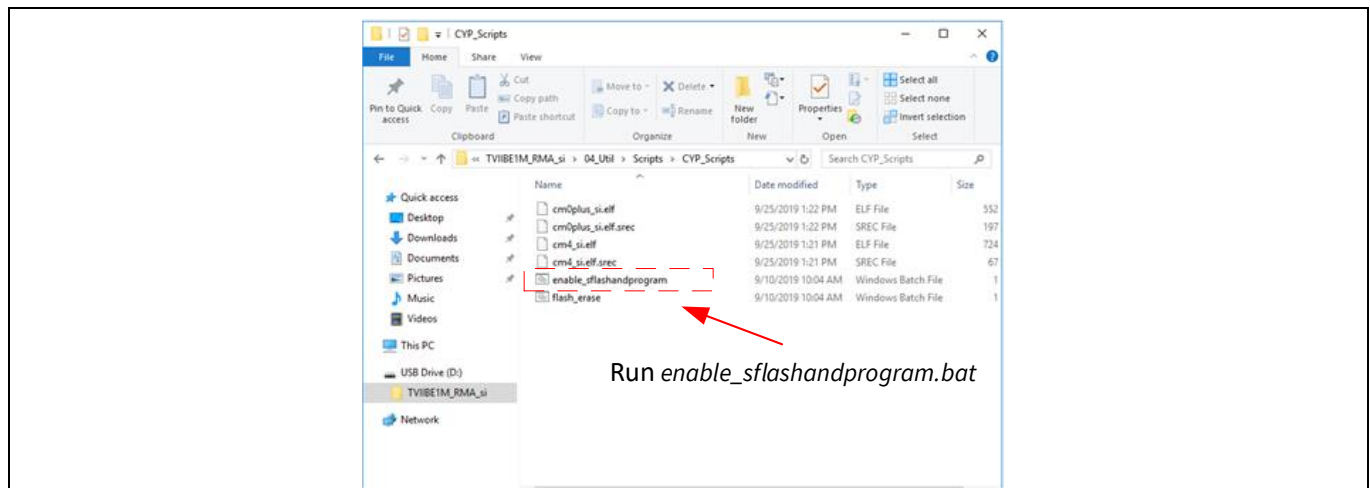 CYP_Scripts
File Home Share View
Pin to Quick access
Copy
Paste
Cut
Copy path
Paste shortcut
Move to
Copy to
Delete
Rename
New folder
Properties
Select all
Select none
Invert selection
Clipboard Organize New Open Select
« TVIIBE1M_RMA_si > 04_Util > Scripts > CYP_Scripts
Search CYP_Scripts
Name Date modified Type Size
cm0plus_si.elf 9/25/2019 1:22 PM ELF File 552
cm0plus_si.elf.srec 9/25/2019 1:22 PM SREC File 197
cm4_si.elf 9/25/2019 1:21 PM ELF File 724
cm4_si.elf.srec 9/25/2019 1:21 PM SREC File 67
enable_sflashandprogram 9/10/2019 10:04 AM Windows Batch File 1
flash_erase 9/10/2019 10:04 AM Windows Batch File 1
Quick access
Desktop
Downloads
Documents
Pictures
Music
Videos
This PC
USB Drive (D:)
TVIIBE1M_RMA_si
Network
Run enable_sflashandprogram.bat